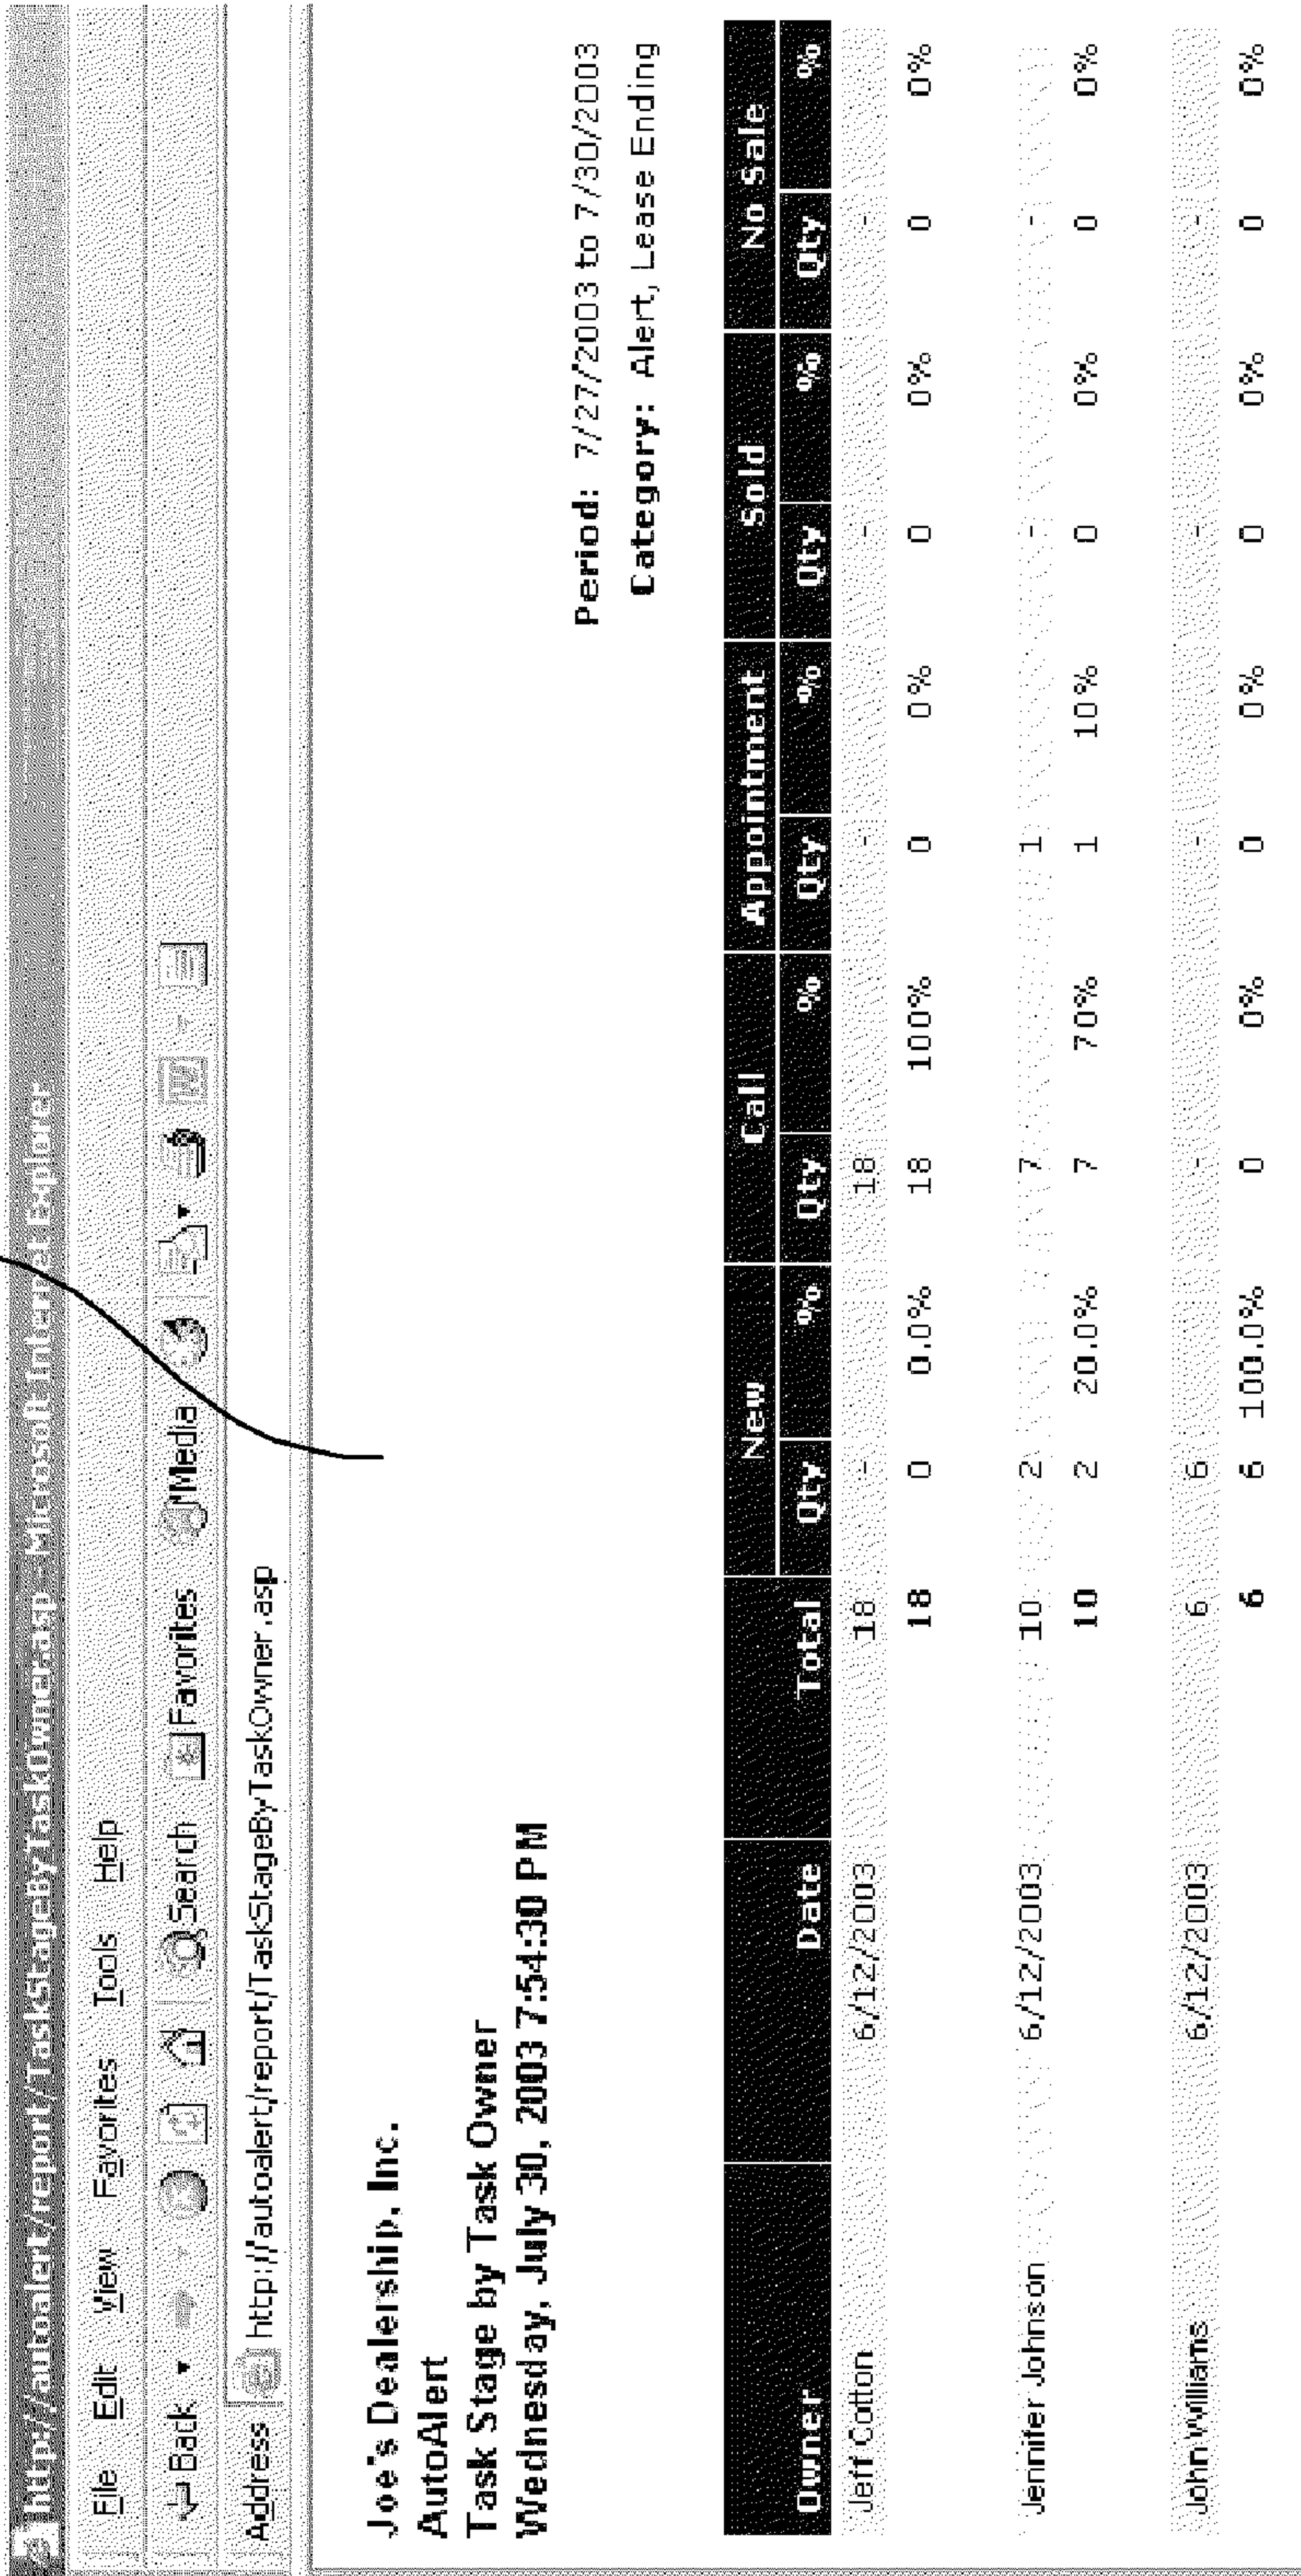 http://autoalert/report/TaskStageByTaskOwner.asp - Microsoft Internet Explorer
File Edit View Favorites Tools Help
Back Search Favorites Media
Address http://autoalert/report/TaskStageByTaskOwner.asp
Joe's Dealership, Inc.
AutoAlert
Task Stage by Task Owner
Wednesday, July 30, 2003 7:54:30 PM
Period: 7/27/2003 to 7/30/2003
Category: Alert, Lease Ending
New Call Appointment Sold No Sale
Owner Date Total Qty % Qty % Qty % Qty % Qty %
Jeff Cotton 6/12/2003 18 - 18 - - -
18 0 0.0% 18 100% 0 0% 0 0% 0 0%
Jennifer Johnson 6/12/2003 10 2 7 1 - -
10 2 20.0% 7 70% 1 10% 0 0% 0 0%
John Williams 6/12/2003 6 6 - - - -
6 6 100.0% 0 0% 0 0% 0 0% 0 0%